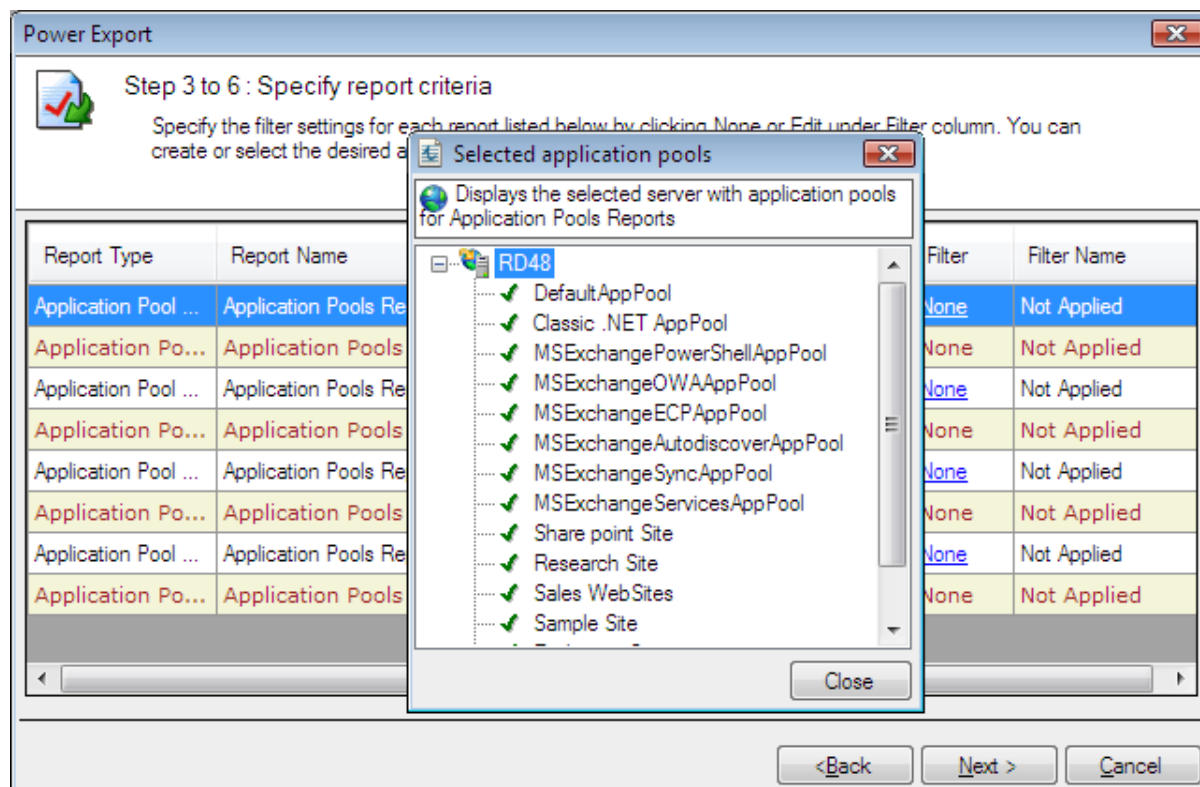 Power Export
Step 3 to 6 : Specify report criteria
Specify the filter settings for each report listed below by clicking None or Edit under Filter column. You can
create or select the desired a
Selected application pools
Displays the selected server with application pools
for Application Pools Reports
Report Type Report Name Filter Filter Name
RD48
DefaultAppPool
Application Pool ... Application Pools Re None Not Applied
Classic .NET AppPool
Application Po... Application Pools None Not Applied
MSExchangePowerShellAppPool
Application Pool ... Application Pools Re None Not Applied
MSExchangeOWAAppPool
MSExchangeECPAppPool
Application Po... Application Pools None Not Applied
MSExchangeAutodiscoverAppPool
Application Pool ... Application Pools Re None Not Applied
MSExchangeSyncAppPool
MSExchangeServicesAppPool
Application Po... Application Pools None Not Applied
Share point Site
Application Pool ... Application Pools Re None Not Applied
Research Site
Application Po... Application Pools None Not Applied
Sales WebSites
Sample Site
Close
<Back Next > Cancel